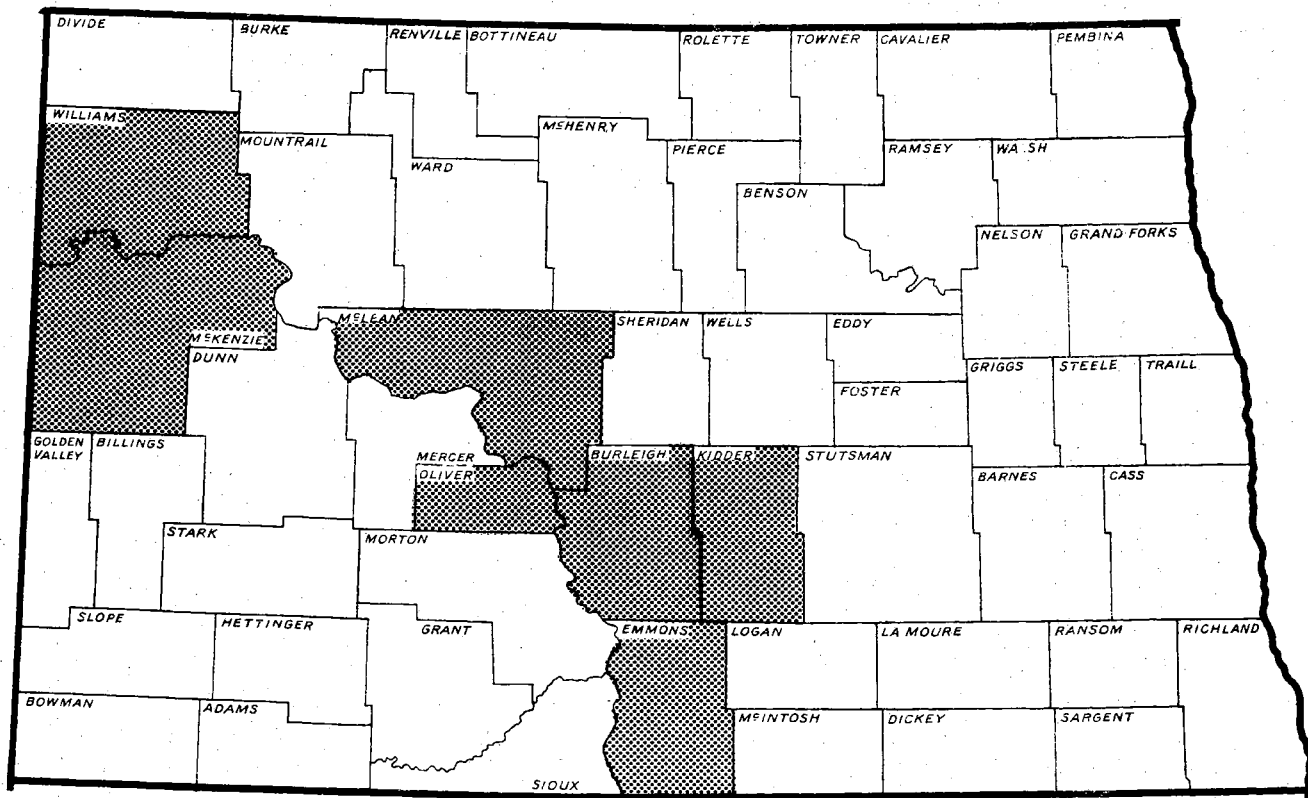 DIVIDE
BURKE
RENVILLE
BOTTINEAU
ROLETTE
TOWNER
CAVALIER
PEMBINA
WILLIAMS
MOUNTRAIL
WARD
McHENRY
PIERCE
BENSON
RAMSEY
WALSH
NELSON
GRAND FORKS
McKENZIE
DUNN
McLEAN
SHERIDAN
WELLS
EDDY
FOSTER
GRIGGS
STEELE
TRAILL
GOLDEN
VALLEY
BILLINGS
MERCER
OLIVER
BURLEIGH
KIDDER
STUTSMAN
BARNES
CASS
STARK
MORTON
SLOPE
HETTINGER
GRANT
EMMONS
LOGAN
LA MOURE
RANSOM
RICHLAND
BOWMAN
ADAMS
SIOUX
McINTOSH
DICKEY
SARGENT